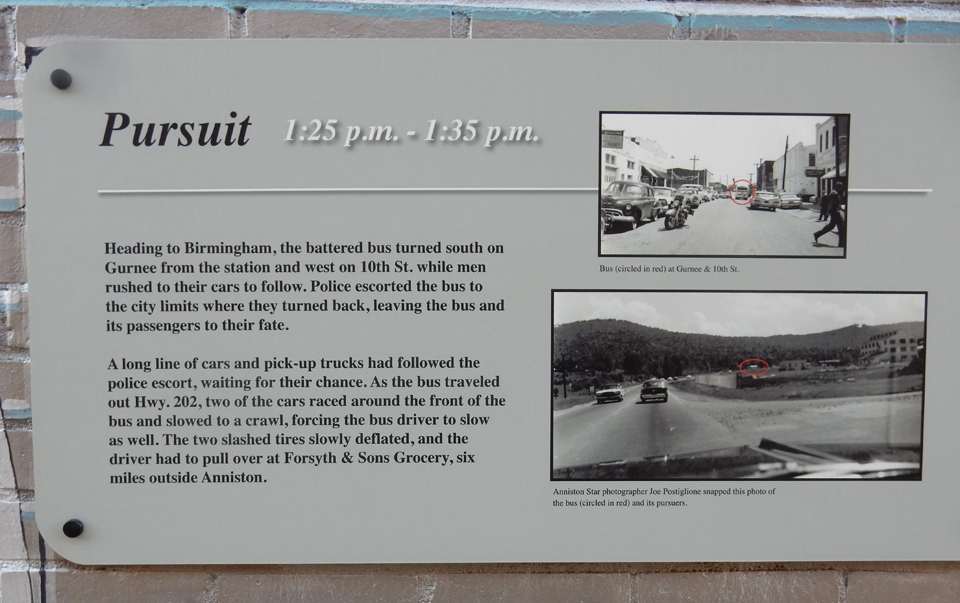 Pursuit 1:25 p.m. - 1:35 p.m.
Heading to Birmingham, the battered bus turned south on
Gurnee from the station and west on 10th St. while men
rushed to their cars to follow. Police escorted the bus to
the city limits where they turned back, leaving the bus and
its passengers to their fate.
A long line of cars and pick-up trucks had followed the
police escort, waiting for their chance. As the bus traveled
out Hwy. 202, two of the cars raced around the front of the
bus and slowed to a crawl, forcing the bus driver to slow
as well. The two slashed tires slowly deflated, and the
driver had to pull over at Forsyth & Sons Grocery, six
miles outside Anniston.
Bus (circled in red) at Gurnee & 10th St.
Anniston Star photographer Joe Postiglione snapped this photo of
the bus (circled in red) and its pursuers.